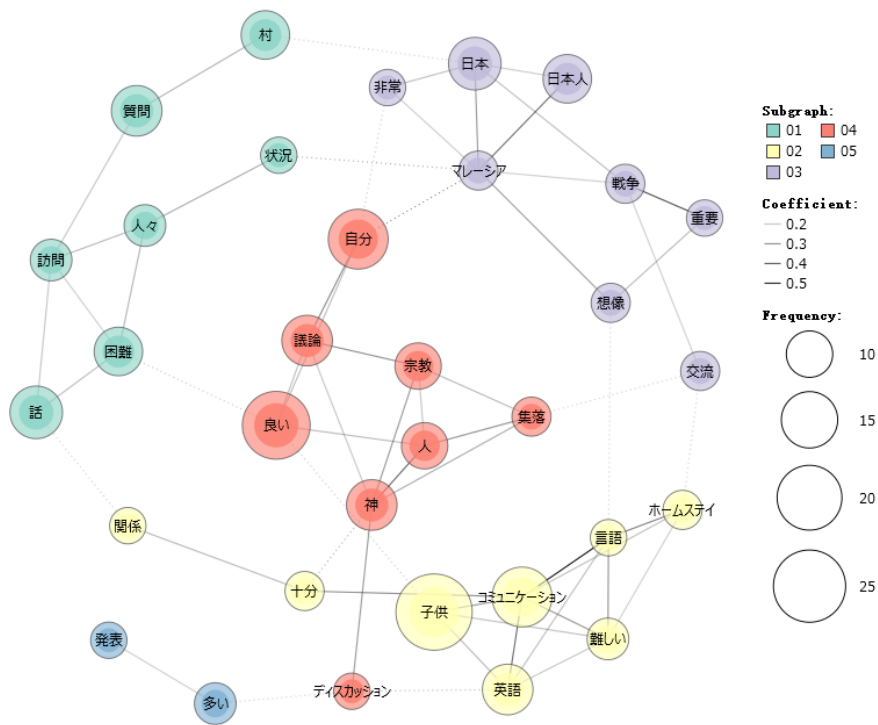 村
日本
日本人
非常
質問
状況
マレーシア
戦争
重要
人々
自分
訪問
想像
議論
困難
宗教
交流
話
良い
集落
人
神
ホームステイ
関係
言語
十分
コミュニケーション
子供
発表
難しい
多い
ディスカッション
英語
Subgraph:
01 04
02 05
03
Coefficient:
0.2
0.3
0.4
0.5
Frequency:
10
15
20
25